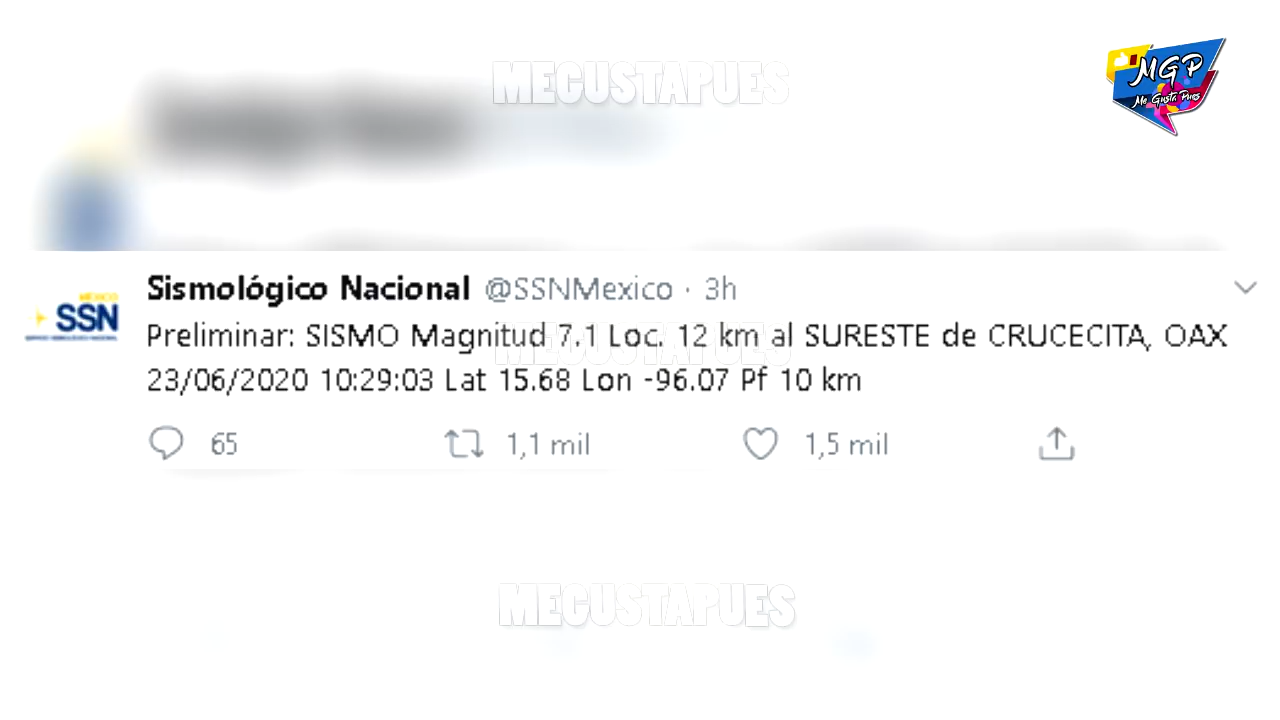 MEGUSTAPUES
MGP
Me Gusta Pues
Sismológico Nacional @SSNMexico · 3h
MÉXICO
SSN
Preliminar: SISMO Magnitud 7.1 Loc. 12 km al SURESTE de CRUCECITA, OAX
MEGUSTAPUES
23/06/2020 10:29:03 Lat 15.68 Lon -96.07 Pf 10 km
65 1,1 mil 1,5 mil
MEGUSTAPUES